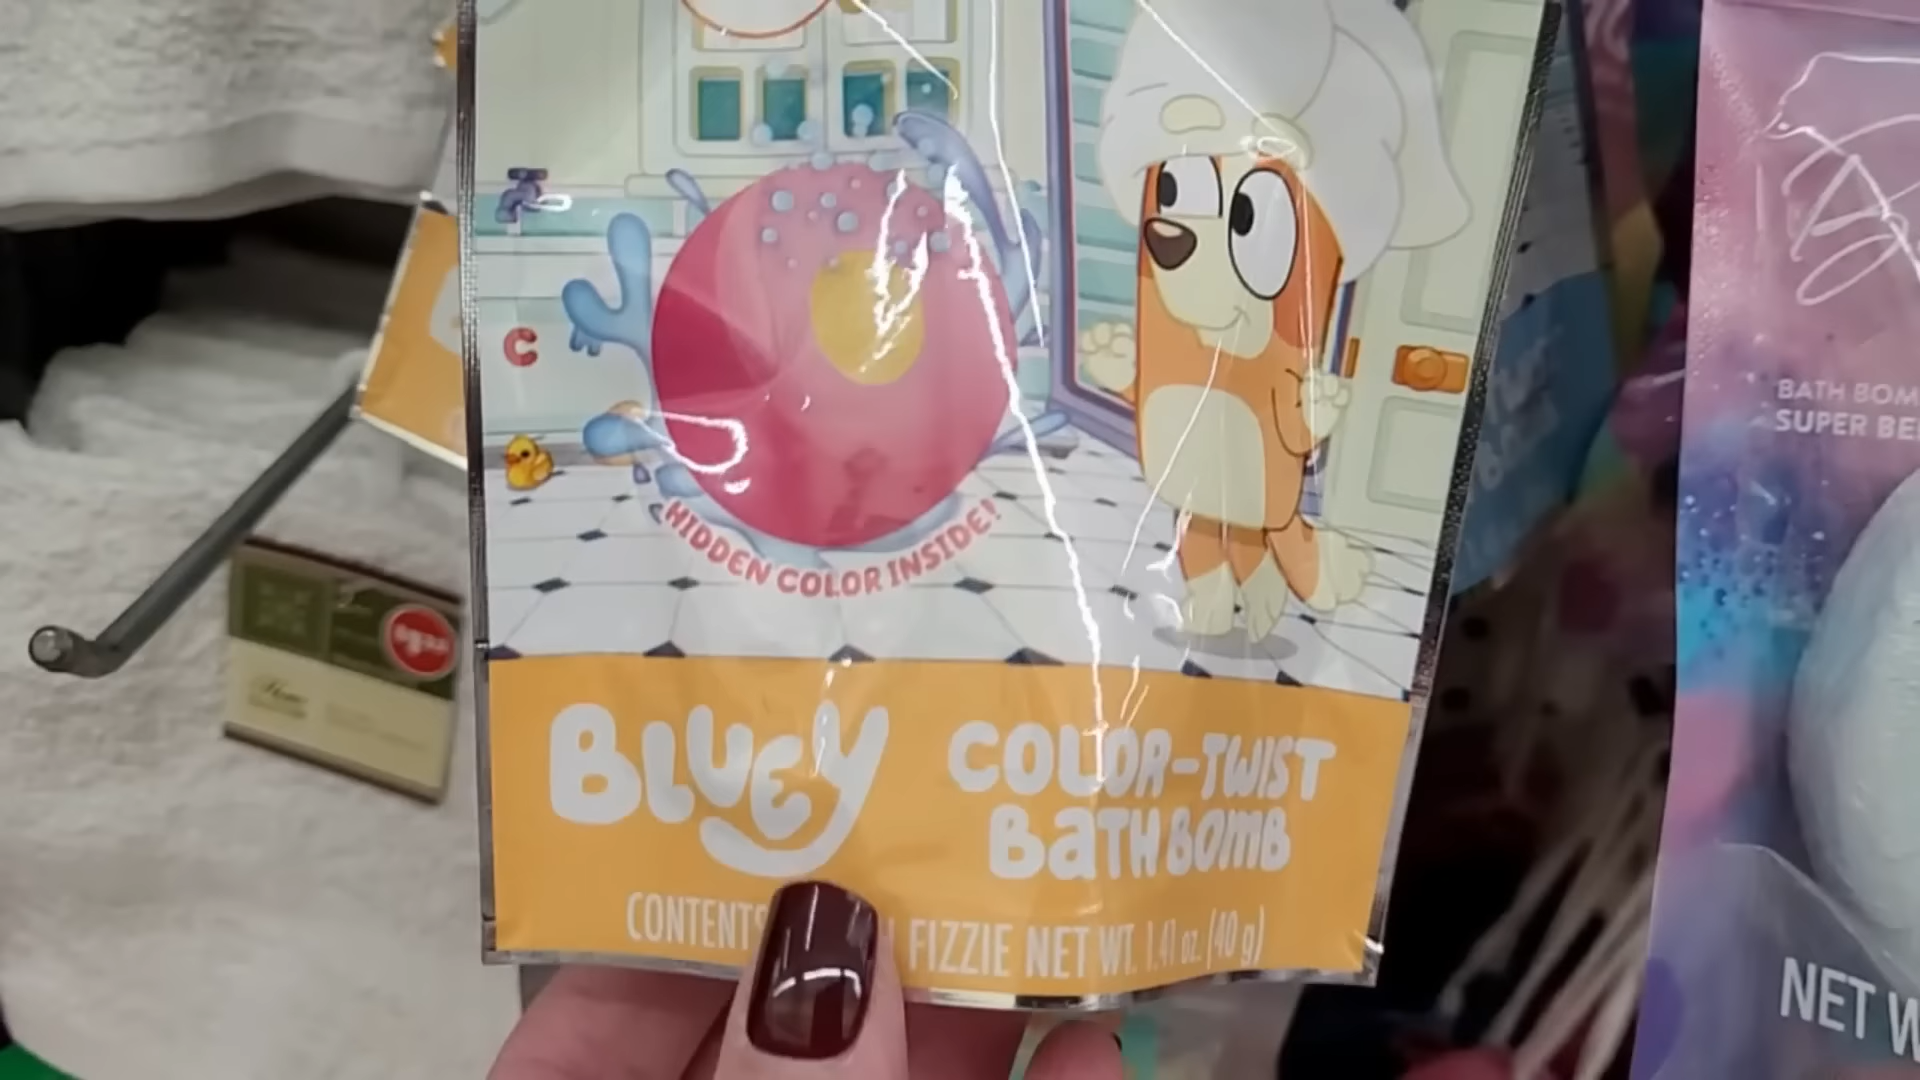 C
HIDDEN COLOR INSIDE!
BLUEY
COLOR-TWIST
BATH BOMB
CONTENTS
FIZZIE NET WT. 1.41 oz. (40 g)
BATH BOM
SUPER BE
NET W